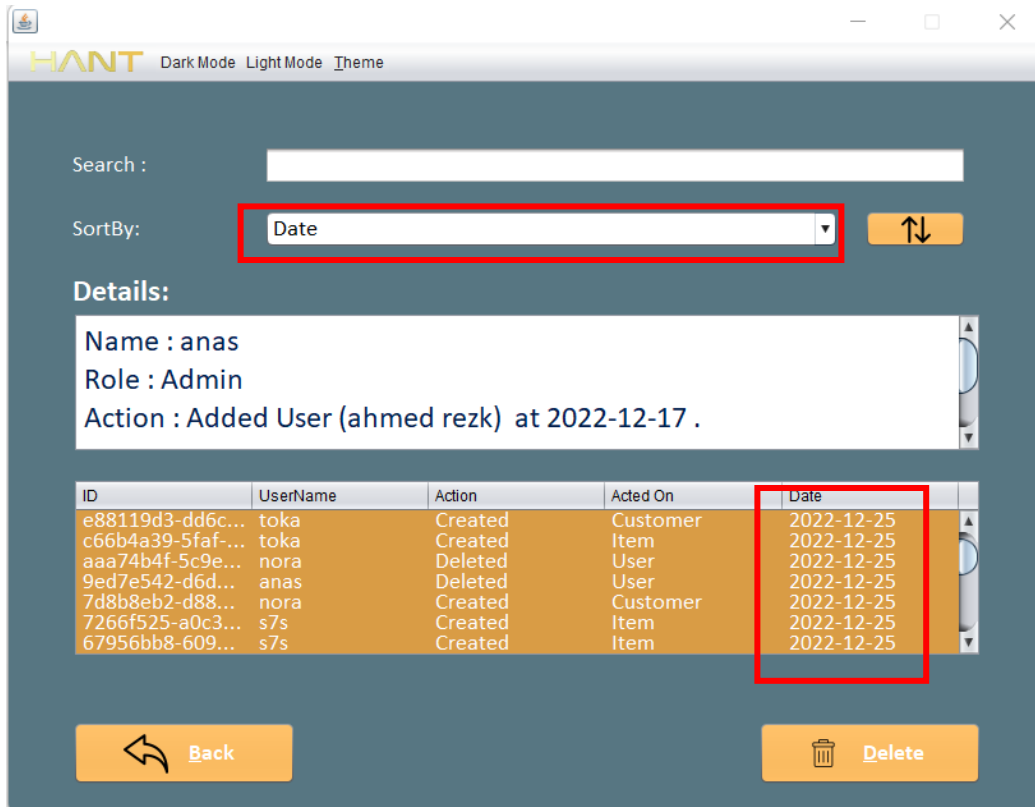 HANT Dark Mode Light Mode Theme
Search :
SortBy: Date
Details:
Name : anas
Role : Admin
Action : Added User (ahmed rezk) at 2022-12-17 .
ID UserName Action Acted On Date
e88119d3-dd6c... toka Created Customer 2022-12-25
c66b4a39-5faf-... toka Created Item 2022-12-25
aaa74b4f-5c9e... nora Deleted User 2022-12-25
9ed7e542-d6d... anas Deleted User 2022-12-25
7d8b8eb2-d88... nora Created Customer 2022-12-25
7266f525-a0c3... s7s Created Item 2022-12-25
67956bb8-609... s7s Created Item 2022-12-25
Back Delete